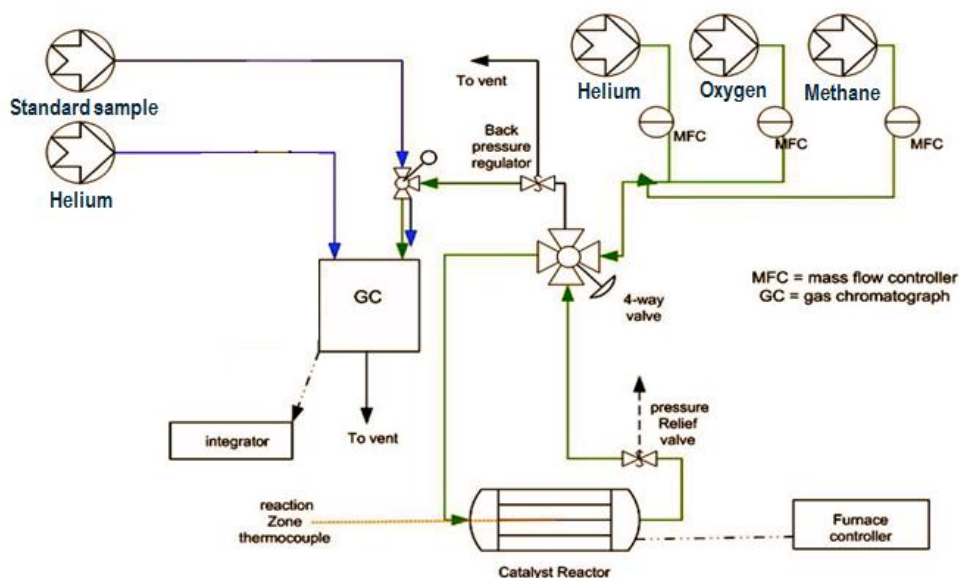 Standard sample
Helium
To vent
Back
pressure
regulator
Helium
Oxygen
Methane
MFC
MFC
MFC
GC
4-way
valve
MFC = mass flow controller
GC = gas chromatograph
integrator
To vent
pressure
Relief
valve
reaction
Zone
thermocouple
Catalyst Reactor
Furnace
controller